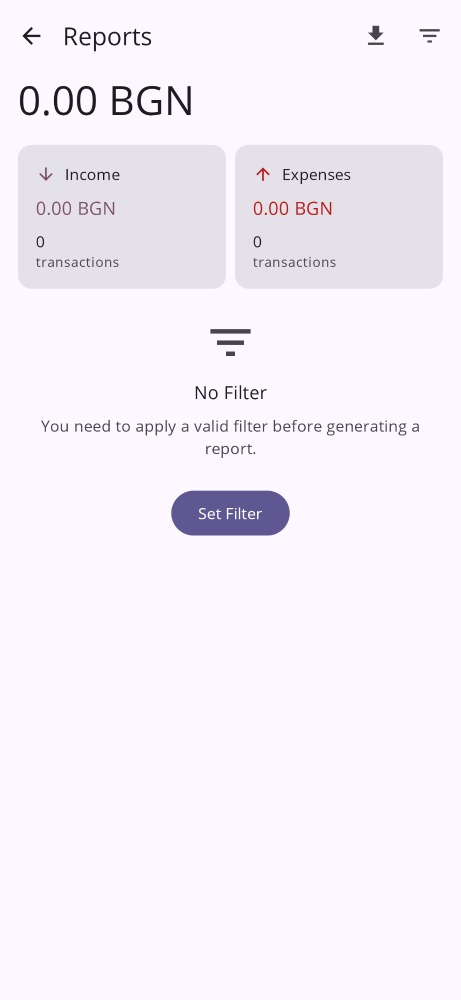 Reports
0.00 BGN
Income
0.00 BGN
0
transactions
Expenses
0.00 BGN
0
transactions
No Filter
You need to apply a valid filter before generating a
report.
Set Filter